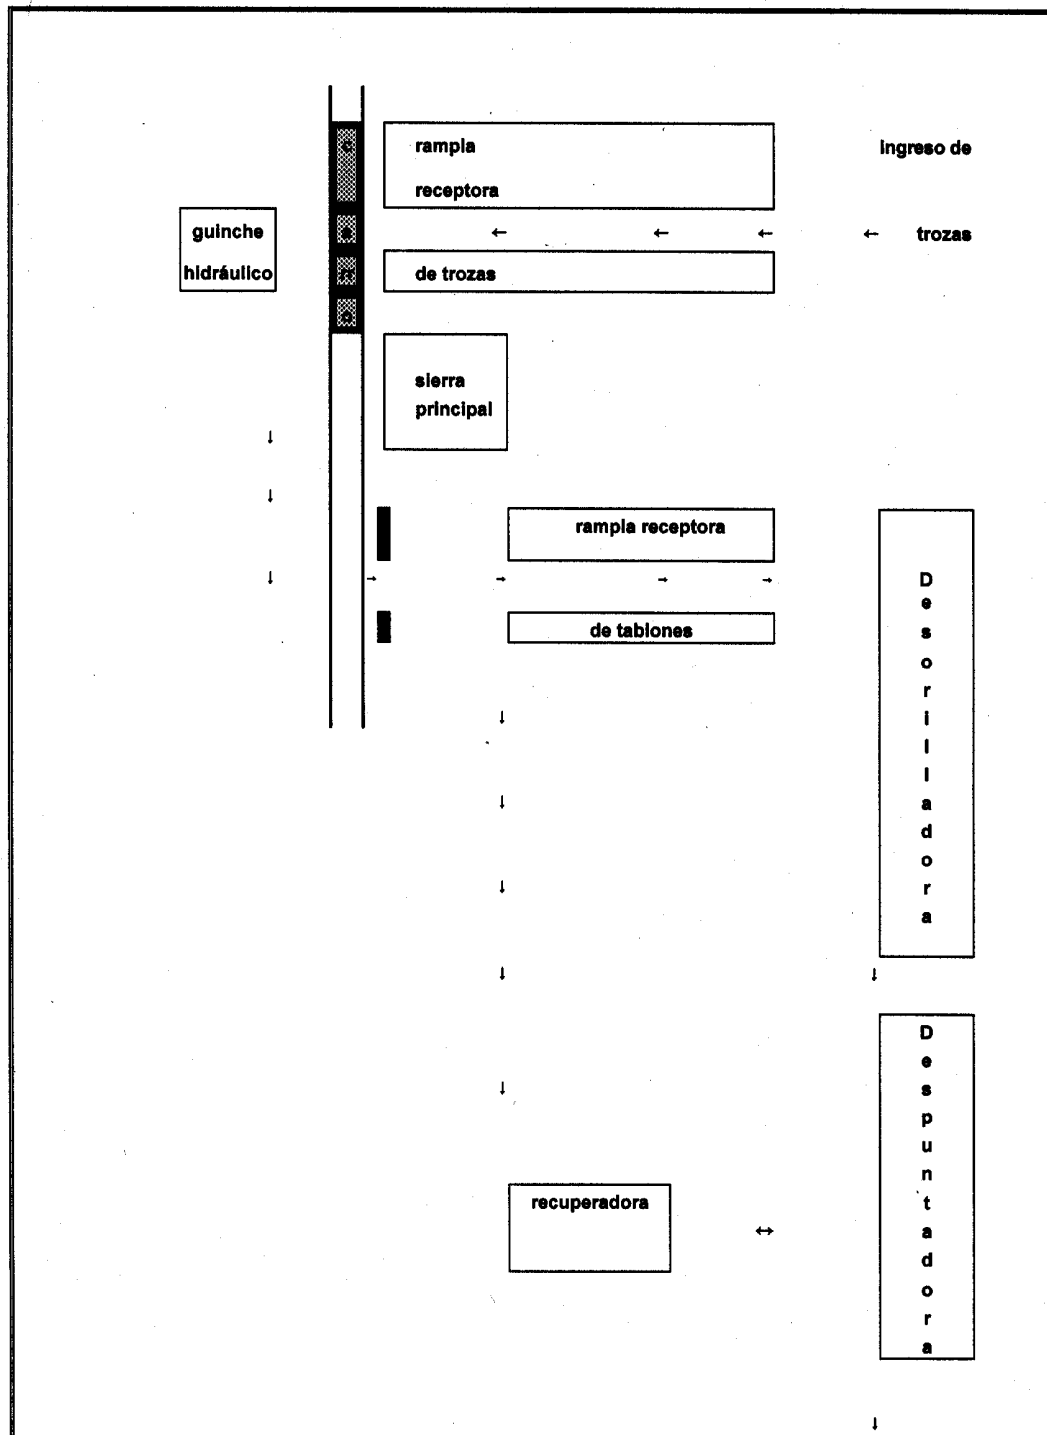 rampla
ingreso de
receptora
guinche
trozas
hidráulico
de trozas
sierra
principal
rampla receptora
de tablones
Desorilladora
Despuntadora
recuperadora